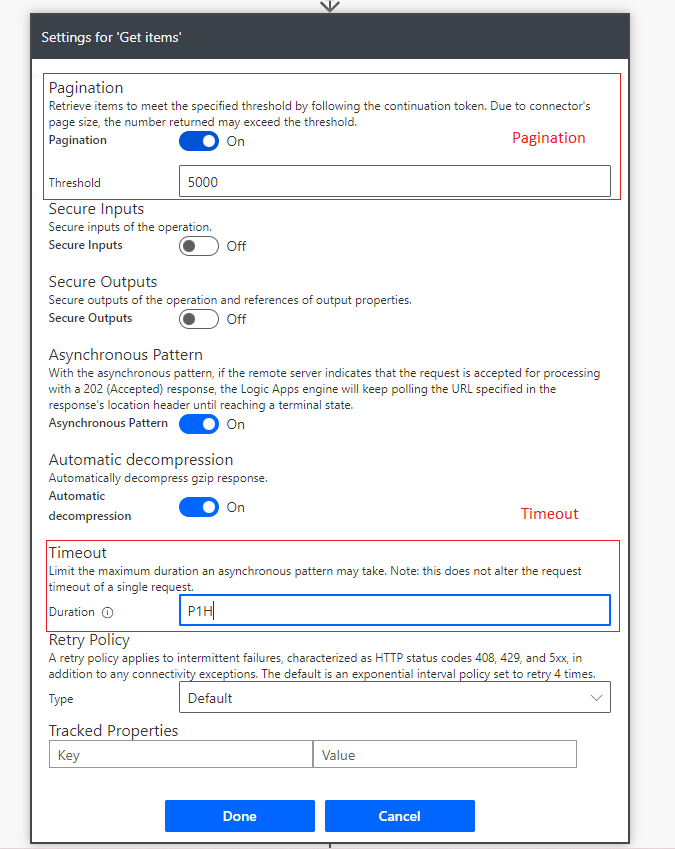 Settings for 'Get items'
Pagination
Retrieve items to meet the specified threshold by following the continuation token. Due to connector's
page size, the number returned may exceed the threshold.
Pagination
On
Pagination
Threshold
5000
Secure Inputs
Secure inputs of the operation.
Secure Inputs
Off
Secure Outputs
Secure outputs of the operation and references of output properties.
Secure Outputs
Off
Asynchronous Pattern
With the asynchronous pattern, if the remote server indicates that the request is accepted for processing
with a 202 (Accepted) response, the Logic Apps engine will keep polling the URL specified in the
response's location header until reaching a terminal state.
Asynchronous Pattern
On
Automatic decompression
Automatically decompress gzip response.
Automatic
decompression
On
Timeout
Timeout
Limit the maximum duration an asynchronous pattern may take. Note: this does not alter the request
timeout of a single request.
Duration
P1H
Retry Policy
A retry policy applies to intermittent failures, characterized as HTTP status codes 408, 429, and 5xx, in
addition to any connectivity exceptions. The default is an exponential interval policy set to retry 4 times.
Type
Default
Tracked Properties
Key
Value
Done
Cancel